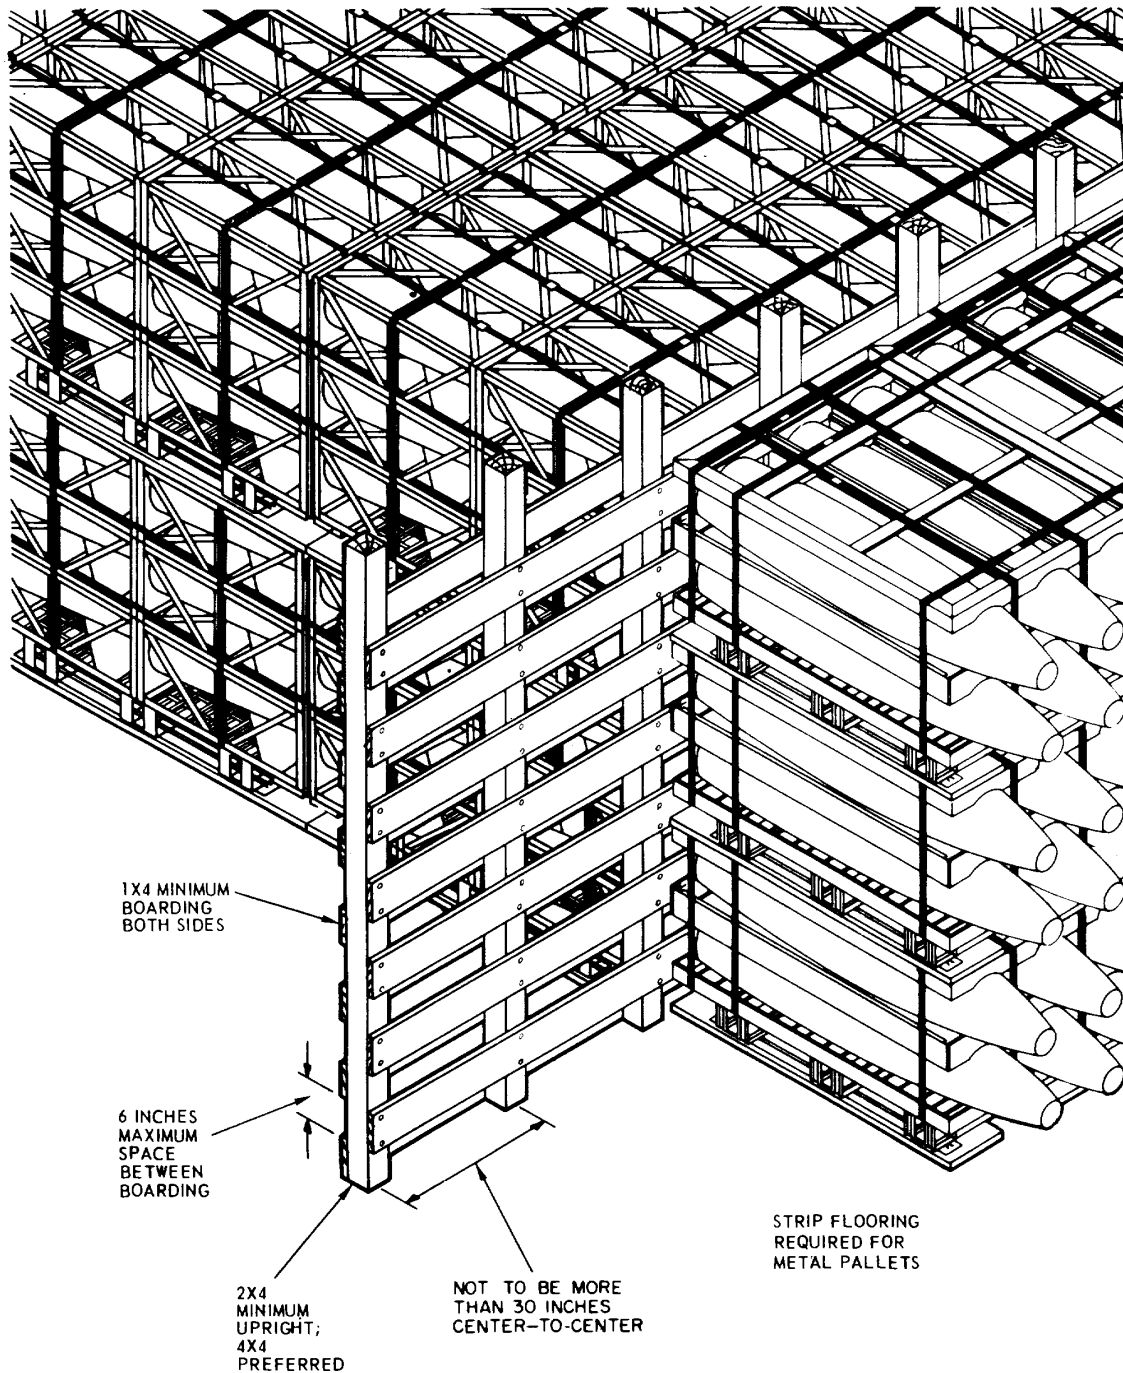 1X4 MINIMUM
BOARDING
BOTH SIDES
6 INCHES
MAXIMUM
SPACE
BETWEEN
BOARDING
2X4
MINIMUM
UPRIGHT;
4X4
PREFERRED
NOT TO BE MORE
THAN 30 INCHES
CENTER-TO-CENTER
STRIP FLOORING
REQUIRED FOR
METAL PALLETS